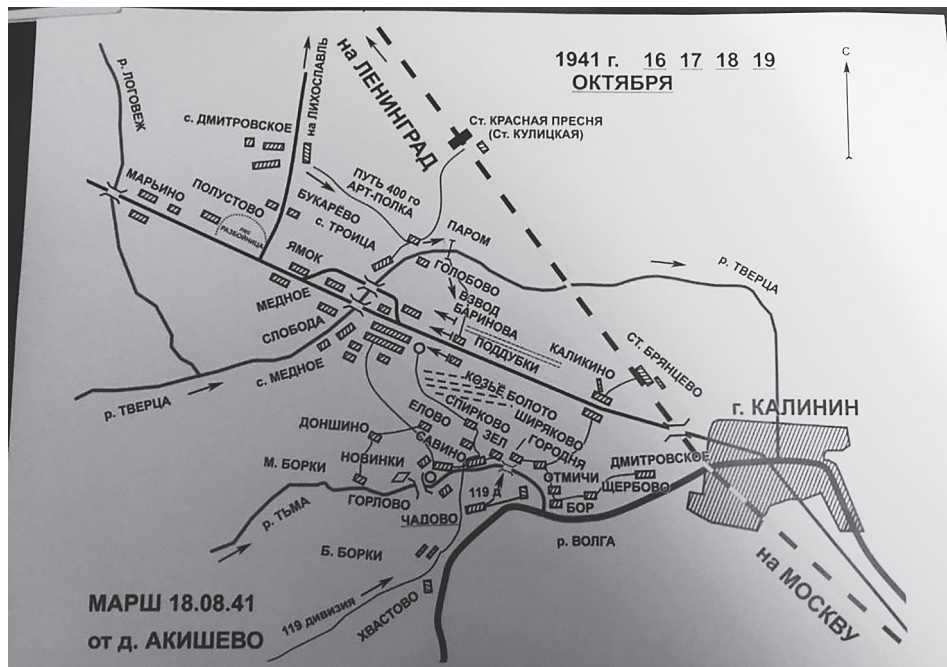 1941 г. 16 17 18 19
ОКТЯБРЯ
С
на ЛЕНИНГРАД
на ЛИХОСЛАВЛЬ
р. ЛОГОВЕЖ
Ст. КРАСНАЯ ПРЕСНЯ
(Ст. КУЛИЦКАЯ)
с. ДМИТРОВСКОЕ
МАРЬИНО
ПОЛУСТОВО
лес
РАЗБОЙНИЦА
ПУТЬ 400 го
АРТ-ПОЛКА
БУКАРЁВО
с. ТРОИЦА
ПАРОМ
ЯМОК
ГОЛОБОВО
р. ТВЕРЦА
МЕДНОЕ
ВЗВОД
БАРИНОВА
СЛОБОДА
ПОДДУБКИ
КАЛИКИНО
СТ. БРЯНЦЕВО
с. МЕДНОЕ
р. ТВЕРЦА
КОЗЬЕ БОЛОТО
г. КАЛИНИН
ЕЛОВО
СПИРКОВО
ШИРЯКОВО
ДОНШИНО
САВИНО
ЗЕЛ
ГОРОДНЯ
М. БОРКИ
НОВИНКИ
ДМИТРОВСКОЕ
ОТМИЧИ
ЩЕРБОВО
ГОРЛОВО
119 д
БОР
р. ТЬМА
ЧАДОВО
р. ВОЛГА
Б. БОРКИ
на МОСКВУ
МАРШ 18.08.41
от д. АКИШЕВО
119 дивизия
ХВАСТОВО